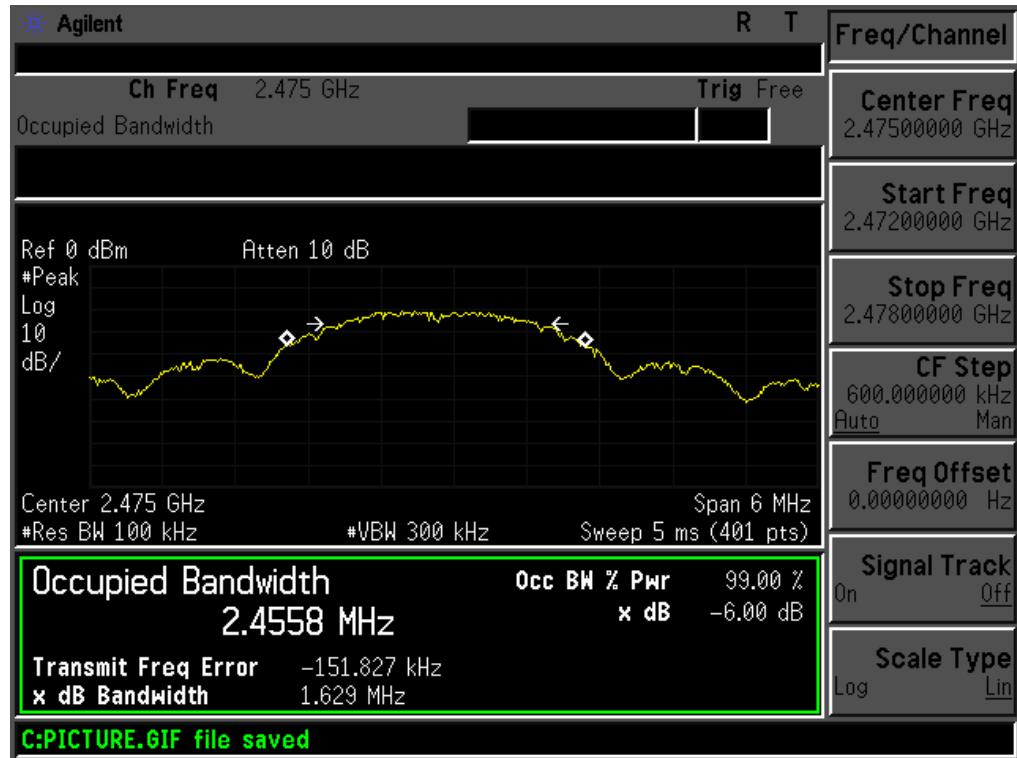 Agilent R T
Freq/Channel
Ch Freq 2.475 GHz Trig Free
Occupied Bandwidth
Center Freq
2.47500000 GHz
Start Freq
2.47200000 GHz
Stop Freq
2.47800000 GHz
CF Step
600.000000 kHz
Auto Man
Freq Offset
0.00000000 Hz
Signal Track
On Off
Scale Type
Log Lin
Ref 0 dBm Atten 10 dB
#Peak
Log
10
dB/
Center 2.475 GHz Span 6 MHz
#Res BW 100 kHz #VBW 300 kHz Sweep 5 ms (401 pts)
Occupied Bandwidth Occ BW % Pwr 99.00 %
2.4558 MHz x dB -6.00 dB
Transmit Freq Error -151.827 kHz
x dB Bandwidth 1.629 MHz
C:PICTURE.GIF file saved